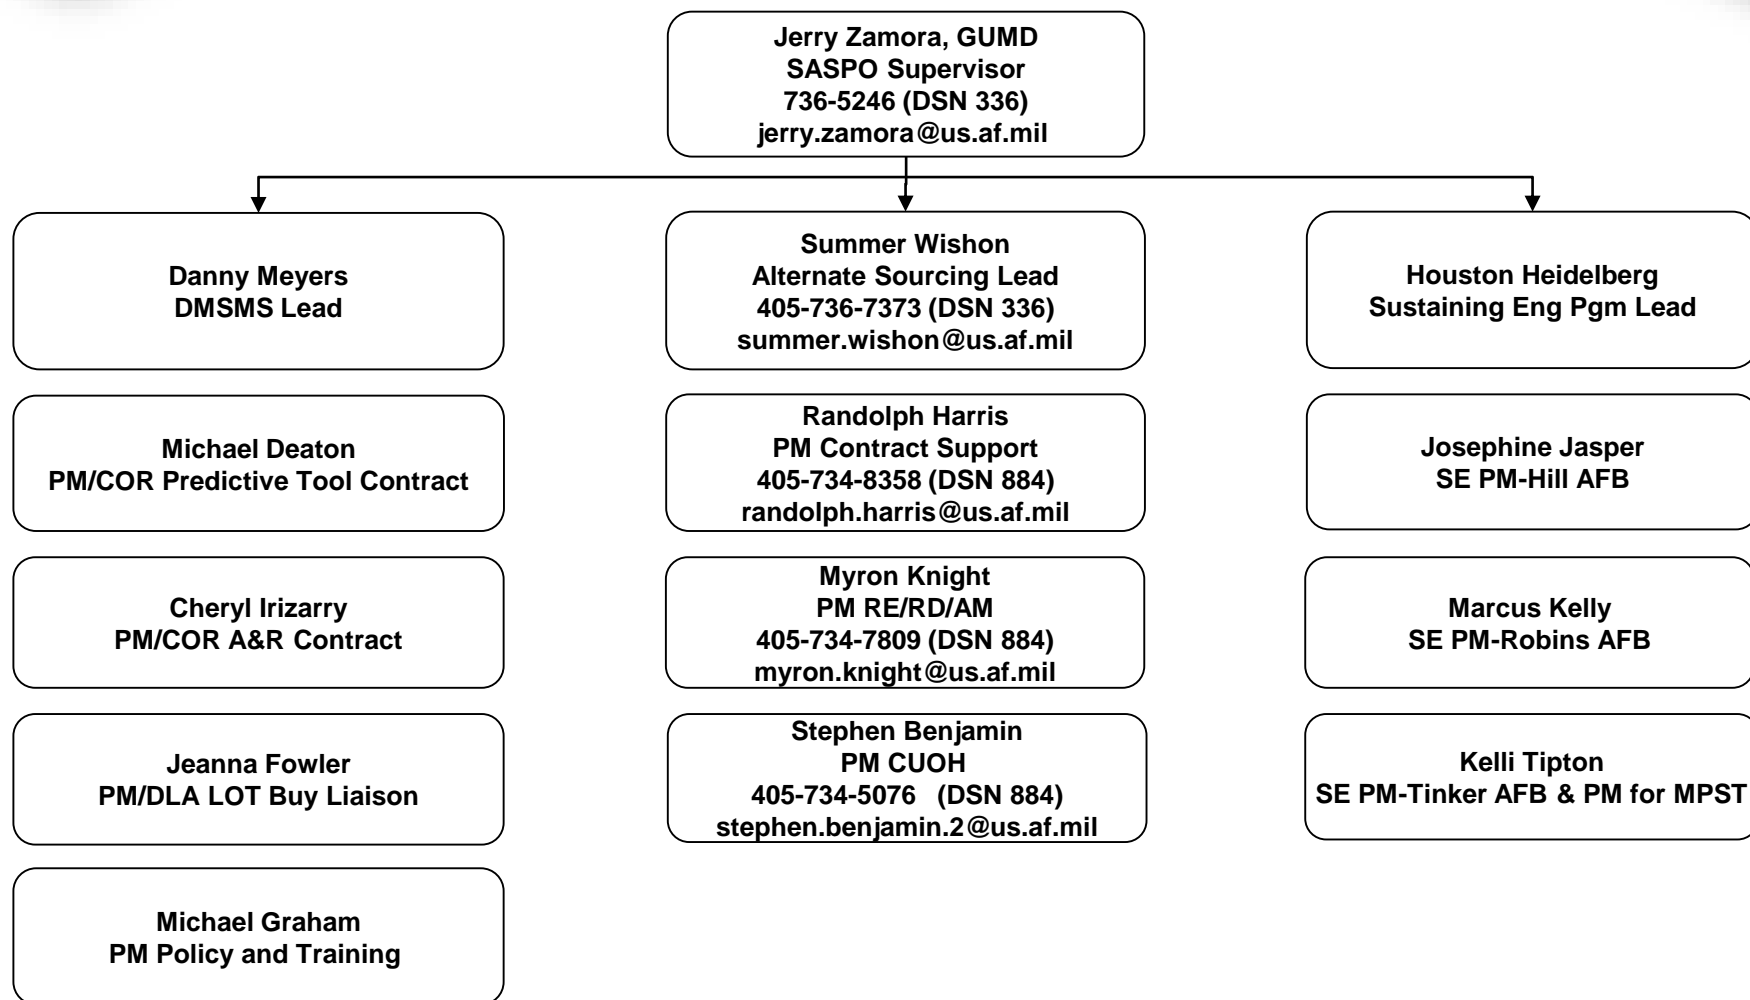 Jerry Zamora, GUMD
SASPO Supervisor
736-5246 (DSN 336)
jerry.zamora@us.af.mil
Danny Meyers
DMSMS Lead
Michael Deaton
PM/COR Predictive Tool Contract
Cheryl Irizarry
PM/COR A&R Contract
Jeanna Fowler
PM/DLA LOT Buy Liaison
Michael Graham
PM Policy and Training
Summer Wishon
Alternate Sourcing Lead
405-736-7373 (DSN 336)
summer.wishon@us.af.mil
Randolph Harris
PM Contract Support
405-734-8358 (DSN 884)
randolph.harris@us.af.mil
Myron Knight
PM RE/RD/AM
405-734-7809 (DSN 884)
myron.knight@us.af.mil
Stephen Benjamin
PM CUOH
405-734-5076 (DSN 884)
stephen.benjamin.2@us.af.mil
Houston Heidelberg
Sustaining Eng Pgm Lead
Josephine Jasper
SE PM-Hill AFB
Marcus Kelly
SE PM-Robins AFB
Kelli Tipton
SE PM-Tinker AFB & PM for MPST